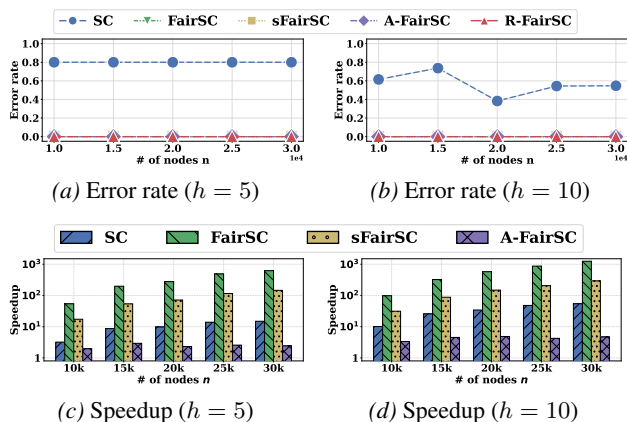 SC FairSC sFairSC A-FairSC R-FairSC
Error rate
1.0
0.8
0.6
0.4
0.2
0.0
1.0 1.5 2.0 2.5 3.0
1e4
# of nodes n
(a) Error rate (h = 5)
Error rate
1.0
0.8
0.6
0.4
0.2
0.0
1.0 1.5 2.0 2.5 3.0
1e4
# of nodes n
(b) Error rate (h = 10)
SC FairSC sFairSC A-FairSC
Speedup
10³
10²
10¹
1
10k 15k 20k 25k 30k
# of nodes n
(c) Speedup (h = 5)
Speedup
10³
10²
10¹
1
10k 15k 20k 25k 30k
# of nodes n
(d) Speedup (h = 10)